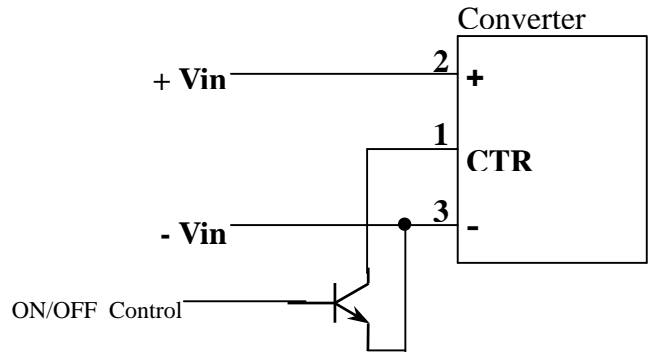 Converter
+ Vin 2 +
1 CTR
- Vin 3 -
ON/OFF Control